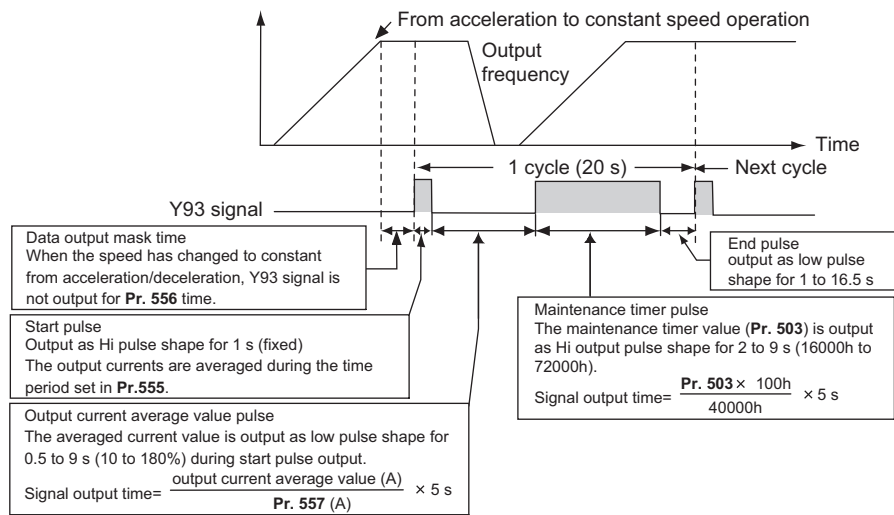 From acceleration to constant speed operation
Output
frequency
Time
1 cycle (20 s)
Next cycle
Y93 signal
Data output mask time
When the speed has changed to constant
from acceleration/deceleration, Y93 signal is
not output for Pr. 556 time.
Start pulse
Output as Hi pulse shape for 1 s (fixed)
The output currents are averaged during the time
period set in Pr.555.
Output current average value pulse
The averaged current value is output as low pulse shape for
0.5 to 9 s (10 to 180%) during start pulse output.
Signal output time= output current average value (A) × 5 s
Pr. 557 (A)
End pulse
output as low pulse
shape for 1 to 16.5 s
Maintenance timer pulse
The maintenance timer value (Pr. 503) is output
as Hi output pulse shape for 2 to 9 s (16000h to
72000h).
Signal output time= Pr. 503 × 100h × 5 s
40000h